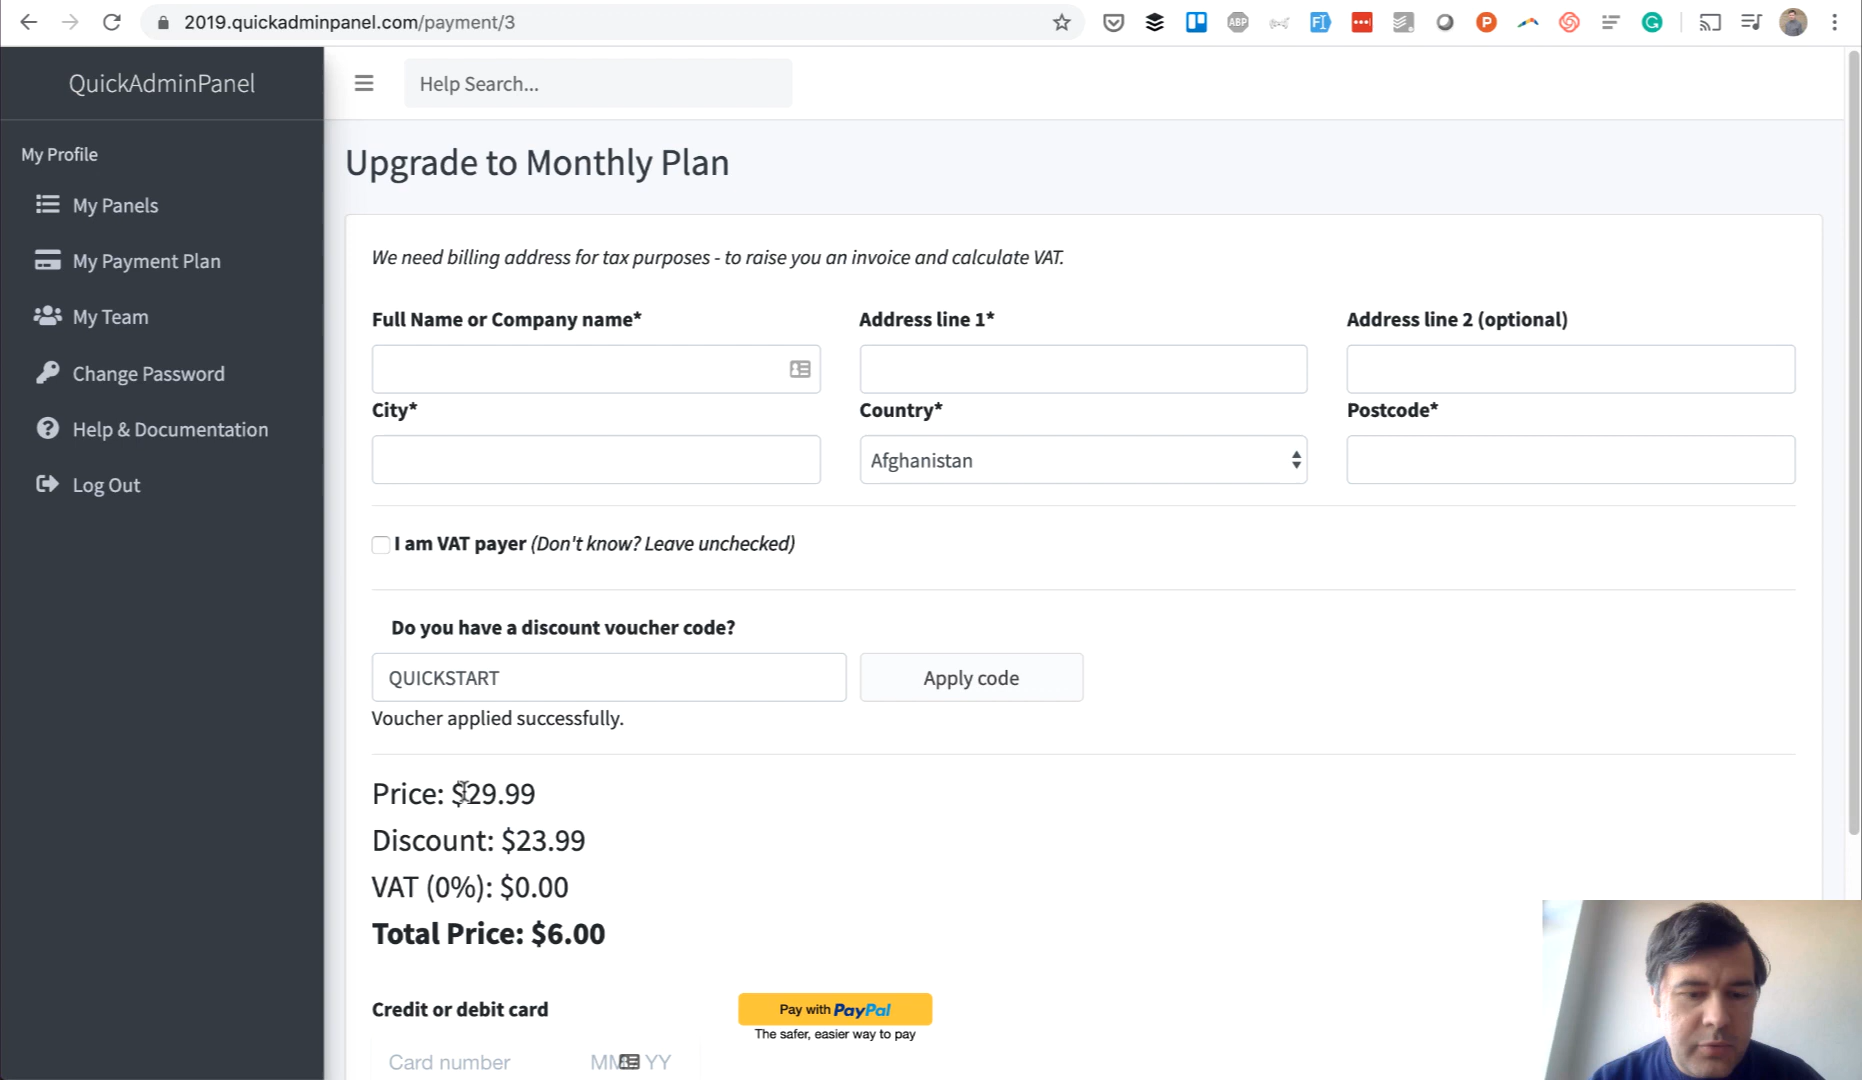 2019.quickadminpanel.com/payment/3
QuickAdminPanel
Help Search...
My Profile
My Panels
My Payment Plan
My Team
Change Password
Help & Documentation
Log Out
Upgrade to Monthly Plan
We need billing address for tax purposes - to raise you an invoice and calculate VAT.
Full Name or Company name*
Address line 1*
Address line 2 (optional)
City*
Country*
Postcode*
Afghanistan
I am VAT payer (Don't know? Leave unchecked)
Do you have a discount voucher code?
QUICKSTART
Apply code
Voucher applied successfully.
Price: $29.99
Discount: $23.99
VAT (0%): $0.00
Total Price: $6.00
Credit or debit card
Pay with PayPal
The safer, easier way to pay
Card number
YY